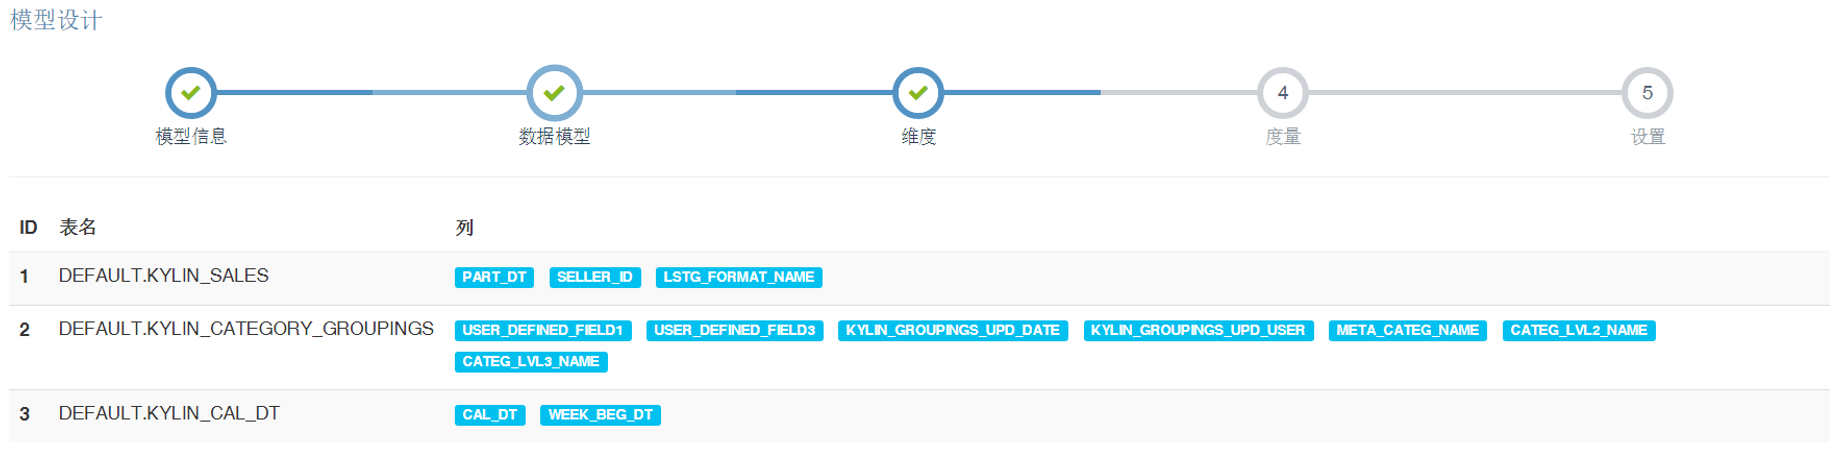 模型设计
4 5
模型信息 数据模型 维度 度量 设置
ID 表名 列
1 DEFAULT.KYLIN_SALES PART_DT SELLER_ID LSTG_FORMAT_NAME
2 DEFAULT.KYLIN_CATEGORY_GROUPINGS USER_DEFINED_FIELD1 USER_DEFINED_FIELD3 KYLIN_GROUPINGS_UPD_DATE KYLIN_GROUPINGS_UPD_USER META_CATEG_NAME CATEG_LVL2_NAME
CATEG_LVL3_NAME
3 DEFAULT.KYLIN_CAL_DT CAL_DT WEEK_BEG_DT